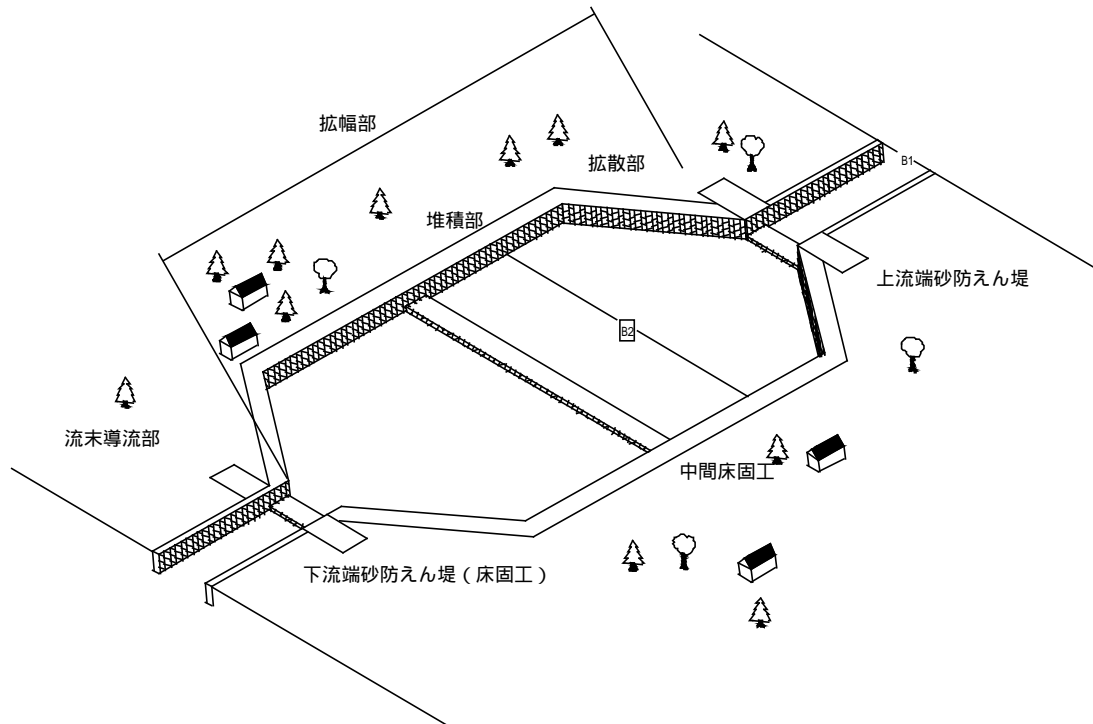 拡幅部
拡散部
B1
堆積部
上流端砂防えん堤
B2
流末導流部
中間床固工
下流端砂防えん堤(床固工)